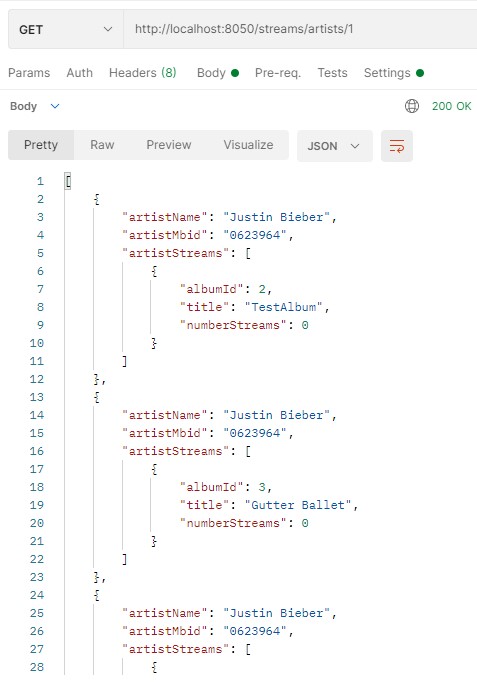 GET http://localhost:8050/streams/artists/1
Params Auth Headers (8) Body Pre-req. Tests Settings
Body 200 OK
Pretty Raw Preview Visualize JSON
1 [
2 {
3 "artistName": "Justin Bieber",
4 "artistMbid": "0623964",
5 "artistStreams": [
6 {
7 "albumId": 2,
8 "title": "TestAlbum",
9 "numberStreams": 0
10 }
11 ]
12 },
13 {
14 "artistName": "Justin Bieber",
15 "artistMbid": "0623964",
16 "artistStreams": [
17 {
18 "albumId": 3,
19 "title": "Gutter Ballet",
20 "numberStreams": 0
21 }
22 ]
23 },
24 {
25 "artistName": "Justin Bieber",
26 "artistMbid": "0623964",
27 "artistStreams": [
28 {